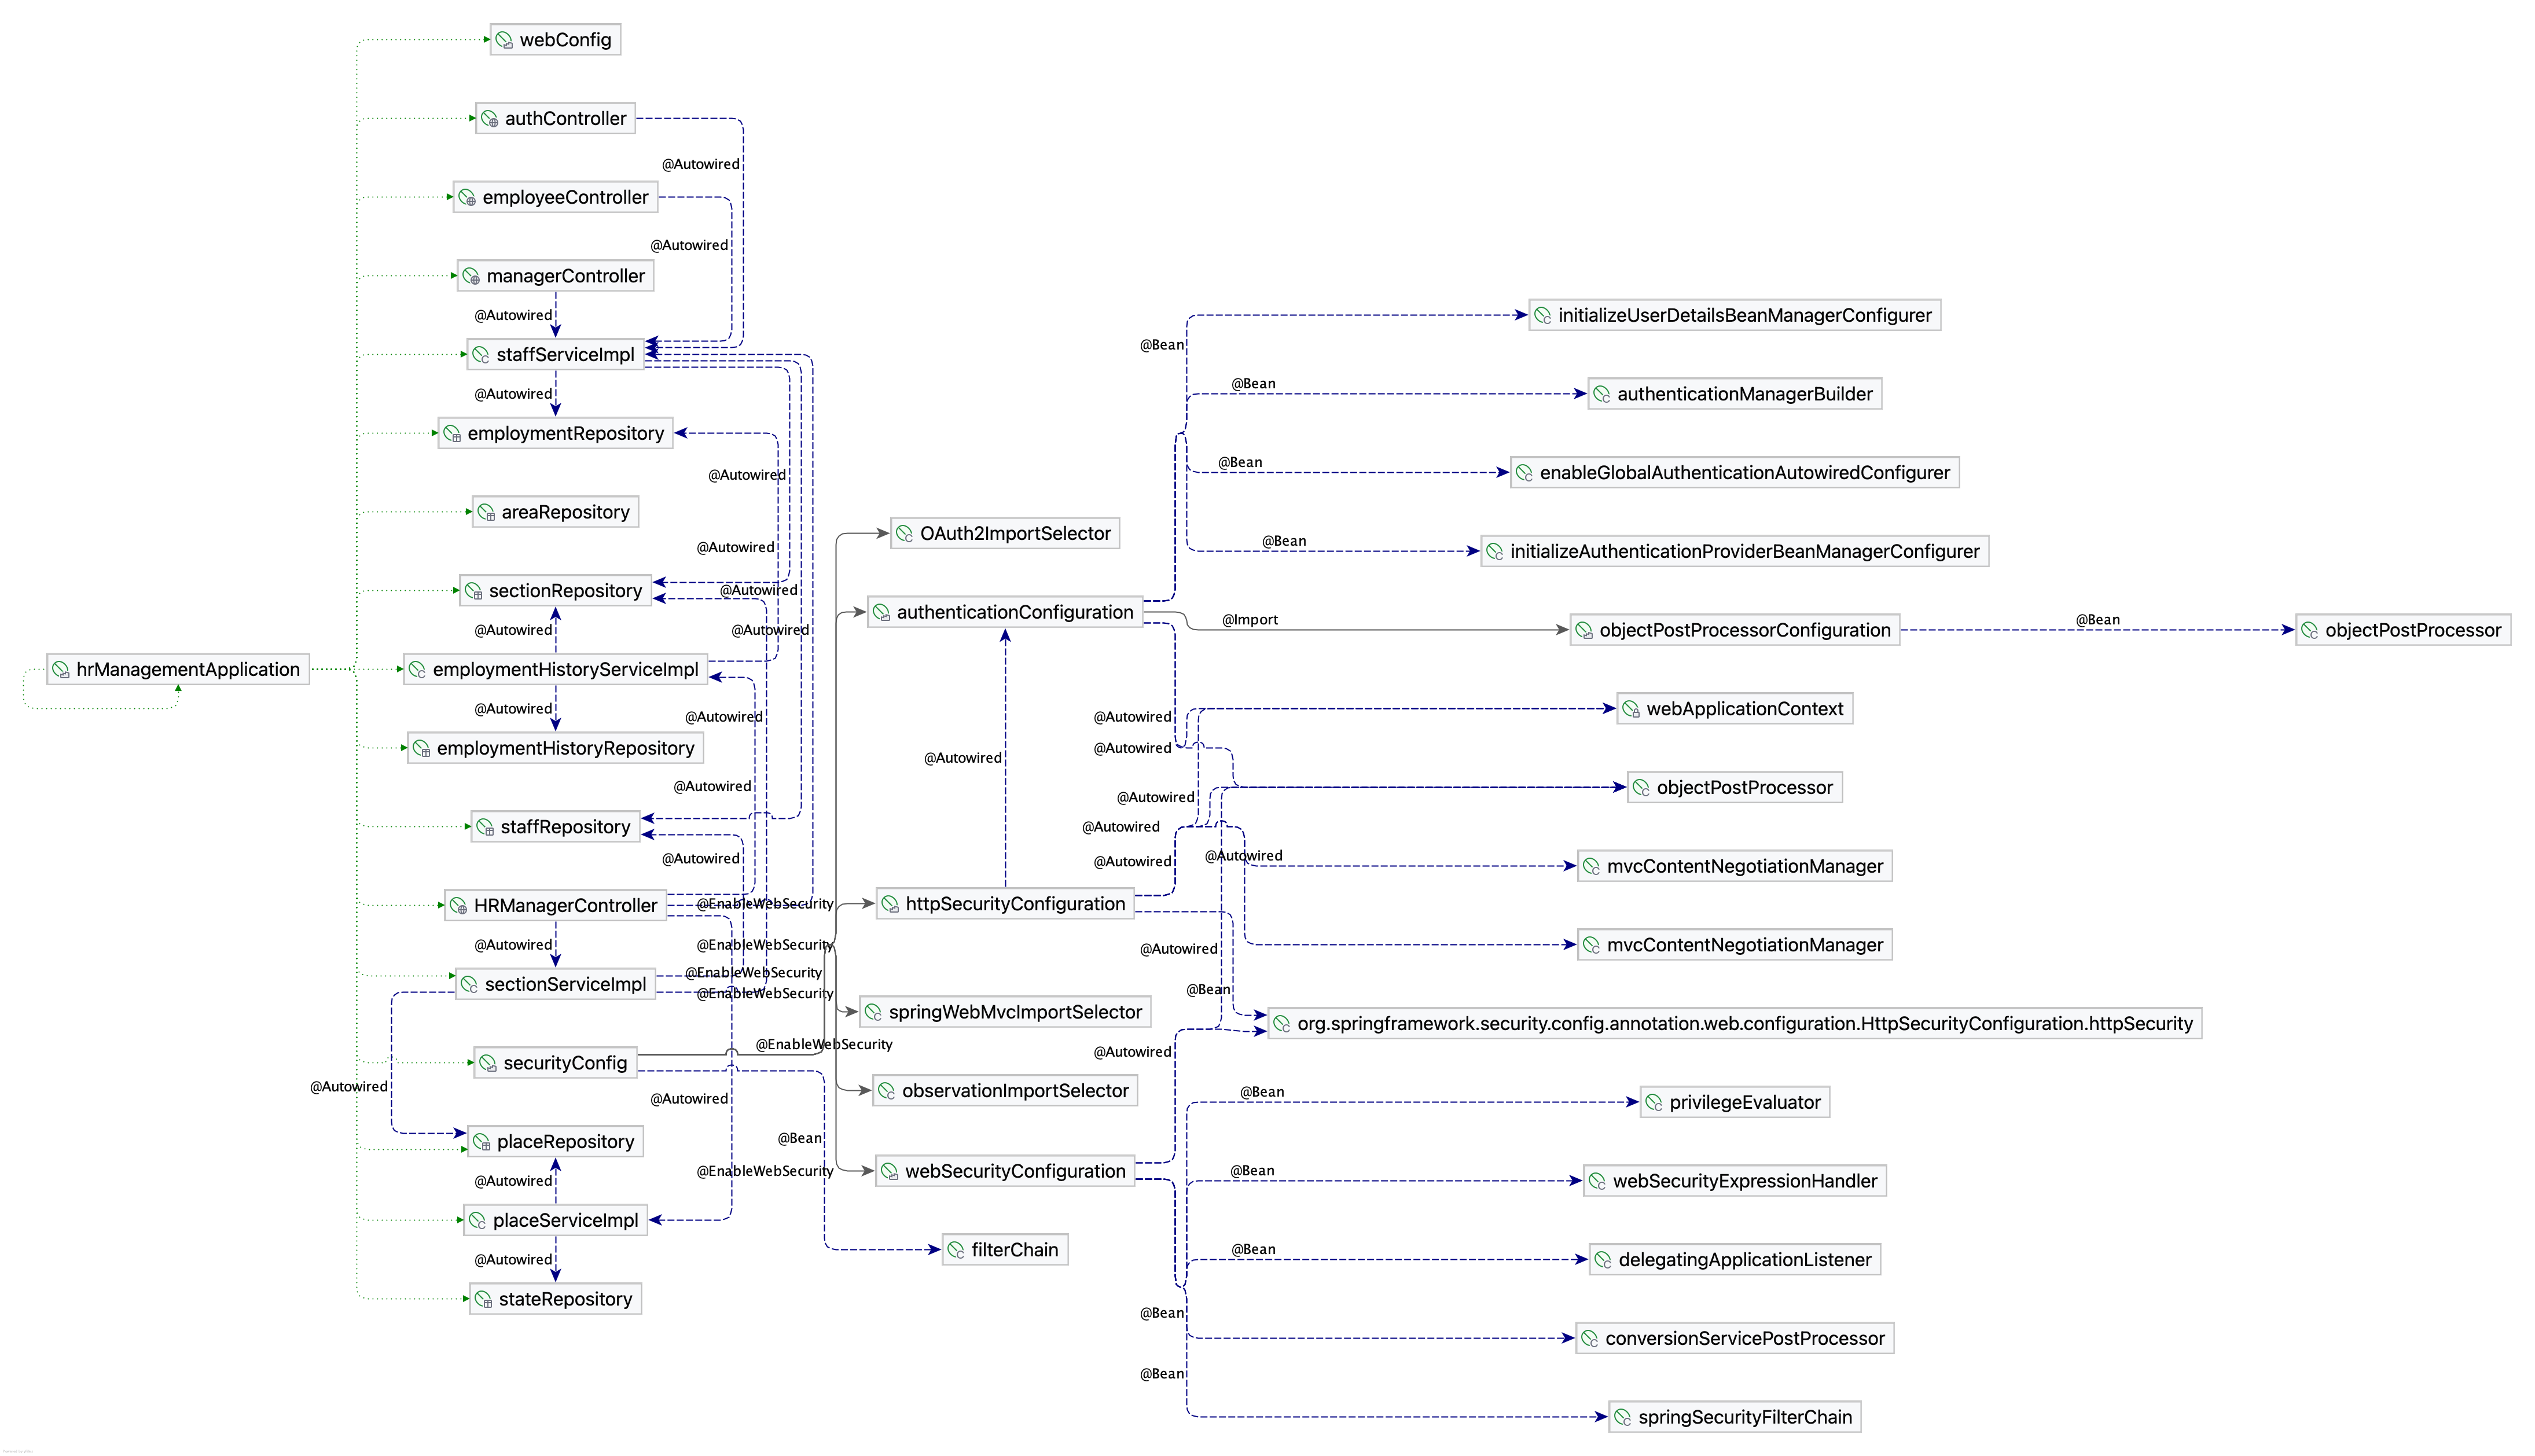 webConfig
authController
@Autowired
employeeController
@Autowired
managerController
@Autowired
staffServiceImpl
@Autowired
employmentRepository
@Autowired
areaRepository
@Autowired
sectionRepository
@Autowired
@Autowired
@Autowired
hrManagementApplication
employmentHistoryServiceImpl
@Autowired
@Autowired
employmentHistoryRepository
@Autowired
staffRepository
@Autowired
HRManagerController
@EnableWebSecurity
@Autowired
@EnableWebSecurity
@EnableWebSecurity
sectionServiceImpl
@EnableWebSecurity
@EnableWebSecurity
securityConfig
@Autowired
@Autowired
placeRepository
@Bean
@Autowired
@EnableWebSecurity
placeServiceImpl
@Autowired
stateRepository
OAuth2ImportSelector
authenticationConfiguration
@Autowired
httpSecurityConfiguration
springWebMvcImportSelector
observationImportSelector
webSecurityConfiguration
filterChain
initializeUserDetailsBeanManagerConfigurer
@Bean
@Bean
authenticationManagerBuilder
@Bean
enableGlobalAuthenticationAutowiredConfigurer
@Bean
initializeAuthenticationProviderBeanManagerConfigurer
@Import
objectPostProcessorConfiguration
@Bean
objectPostProcessor
@Autowired
webApplicationContext
@Autowired
objectPostProcessor
@Autowired
@Autowired
@Autowired
@Autowired
mvcContentNegotiationManager
@Autowired
mvcContentNegotiationManager
@Bean
org.springframework.security.config.annotation.web.configuration.HttpSecurityConfiguration.httpSecurity
@Autowired
@Bean
privilegeEvaluator
@Bean
webSecurityExpressionHandler
@Bean
delegatingApplicationListener
@Bean
conversionServicePostProcessor
@Bean
springSecurityFilterChain